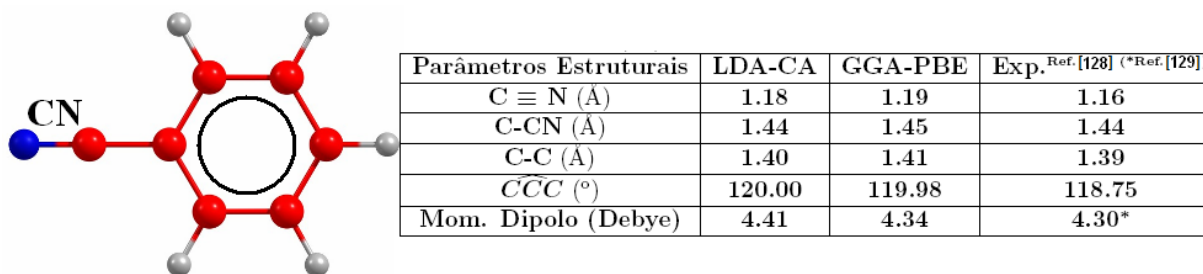 CN
Parâmetros Estruturais LDA-CA GGA-PBE Exp.Ref.[128] (*Ref.[129]
C ≡ N (Å) 1.18 1.19 1.16
C-CN (Å) 1.44 1.45 1.44
C-C (Å) 1.40 1.41 1.39
CCC (º) 120.00 119.98 118.75
Mom. Dipolo (Debye) 4.41 4.34 4.30*